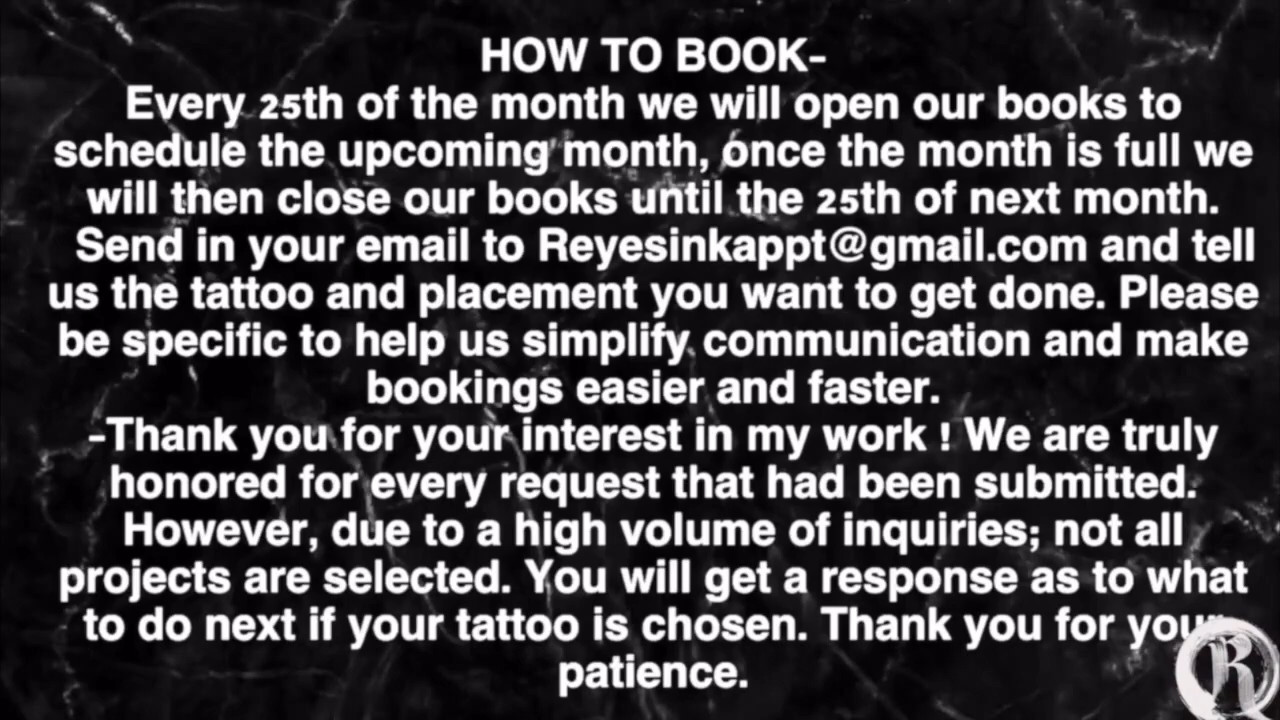 HOW TO BOOK-
Every 25th of the month we will open our books to
schedule the upcoming month, once the month is full we
will then close our books until the 25th of next month.
Send in your email to Reyesinkappt@gmail.com and tell
us the tattoo and placement you want to get done. Please
be specific to help us simplify communication and make
bookings easier and faster.
-Thank you for your interest in my work ! We are truly
honored for every request that had been submitted.
However, due to a high volume of inquiries; not all
projects are selected. You will get a response as to what
to do next if your tattoo is chosen. Thank you for your
patience.
R